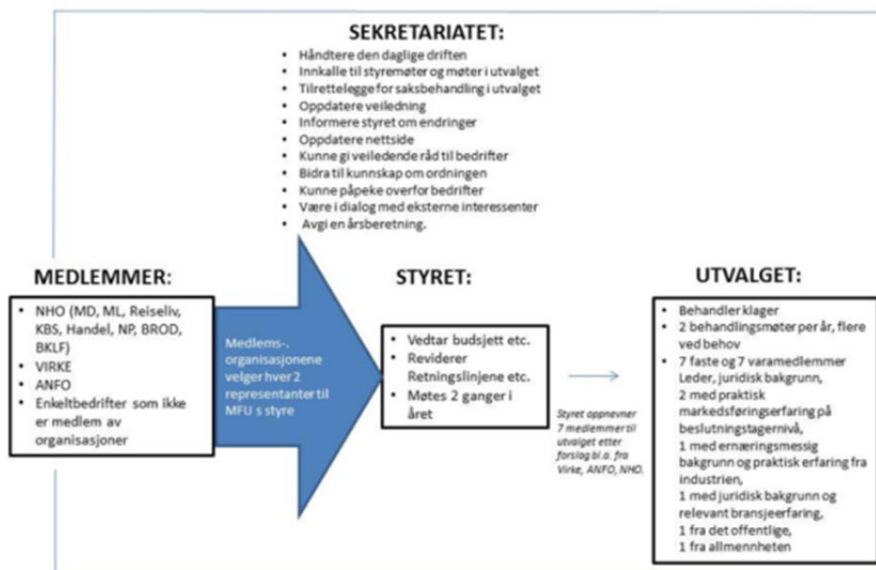 SEKRETARIATET:
• Håndtere den daglige driften
• Innkalle til styremøter og møter i utvalget
• Tilrettelegge for saksbehandling i utvalget
• Oppdatere veiledning
• Informere styret om endringer
• Oppdatere nettside
• Kunne gi veiledende råd til bedrifter
• Bidra til kunnskap om ordningen
• Kunne påpeke overfor bedrifter
• Være i dialog med eksterne interessenter
• Avgi en årsberetning.
MEDLEMMER:
• NHO (MD, ML, Reiseliv,
KBS, Handel, NP, BROD,
BKLF)
• VIRKE
• ANFO
• Enkeltbedrifter som ikke
er medlem av
organisasjoner
Medlems-.
organisasjonene
velger hver 2
representanter til
MFU s styre
STYRET:
• Vedtar budsjett etc.
• Reviderer
Retningslinjene etc.
• Møtes 2 ganger i
året
Styret oppnevner
7 medlemmer til
utvalget etter
forslag bl.a. fra
Virke, ANFO, NHO.
UTVALGET:
• Behandler klager
• 2 behandlingsmøter per år, flere
ved behov
• 7 faste og 7 varamedlemmer
Leder, juridisk bakgrunn,
2 med praktisk
markedsføringserfaring på
beslutningstagernivå,
1 med ernæringsmessig
bakgrunn og praktisk erfaring fra
industrien,
1 med juridisk bakgrunn og
relevant bransjeerfaring,
1 fra det offentlige,
1 fra allmennheten